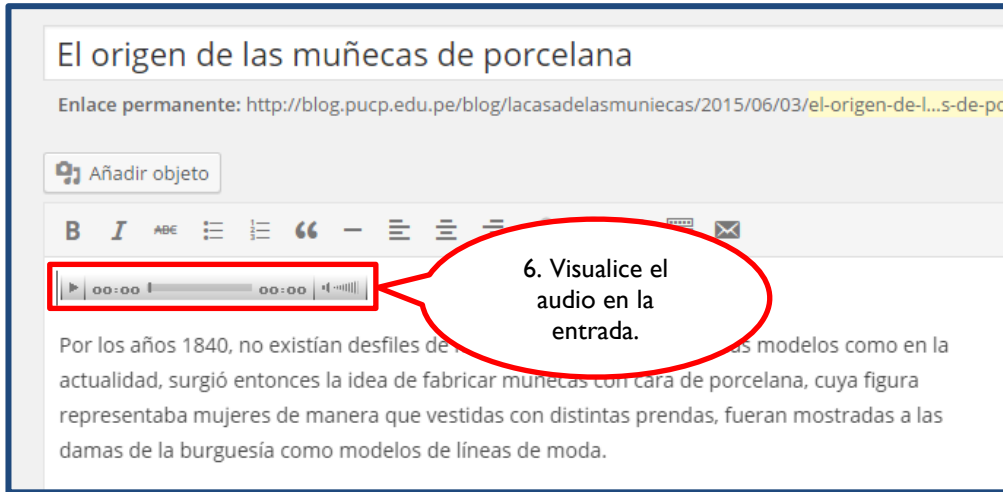 El origen de las muñecas de porcelana
Enlace permanente: http://blog.pucp.edu.pe/blog/lacasadelasmuniecas/2015/06/03/el-origen-de-l...s-de-po
Añadir objeto
B I ABC
00:00 00:00
6. Visualice el
audio en la
entrada.
Por los años 1840, no existían desfiles de modelos como en la
actualidad, surgió entonces la idea de fabricar muñecas con cara de porcelana, cuya figura
representaba mujeres de manera que vestidas con distintas prendas, fueran mostradas a las
damas de la burguesía como modelos de líneas de moda.